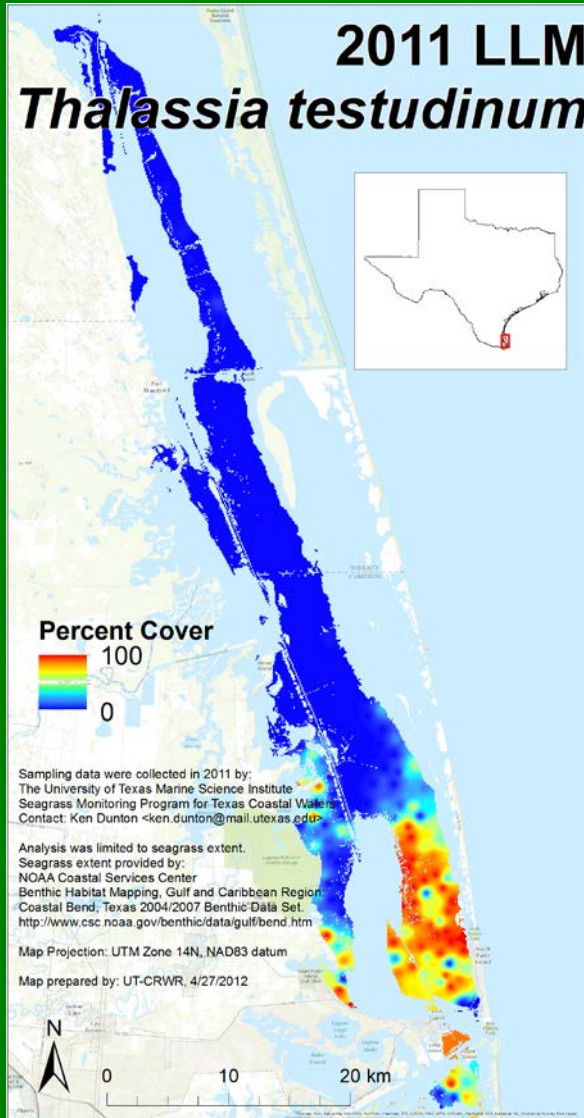 2011 LLM
Thalassia testudinum
Port
Mansfield
WILLACY
CAMERON
Percent Cover
100
0
Sampling data were collected in 2011 by:
The University of Texas Marine Science Institute
Seagrass Monitoring Program for Texas Coastal Waters
Contact: Ken Dunton <ken.dunton@mail.utexas.edu>
Analysis was limited to seagrass extent.
Seagrass extent provided by:
NOAA Coastal Services Center
Benthic Habitat Mapping, Gulf and Caribbean Region.
Coastal Bend, Texas 2004/2007 Benthic Data Set.
http://www.csc.noaa.gov/benthic/data/gulf/bend.htm
Map Projection: UTM Zone 14N, NAD83 datum
Map prepared by: UT-CRWR, 4/27/2012
N
0 10 20 km